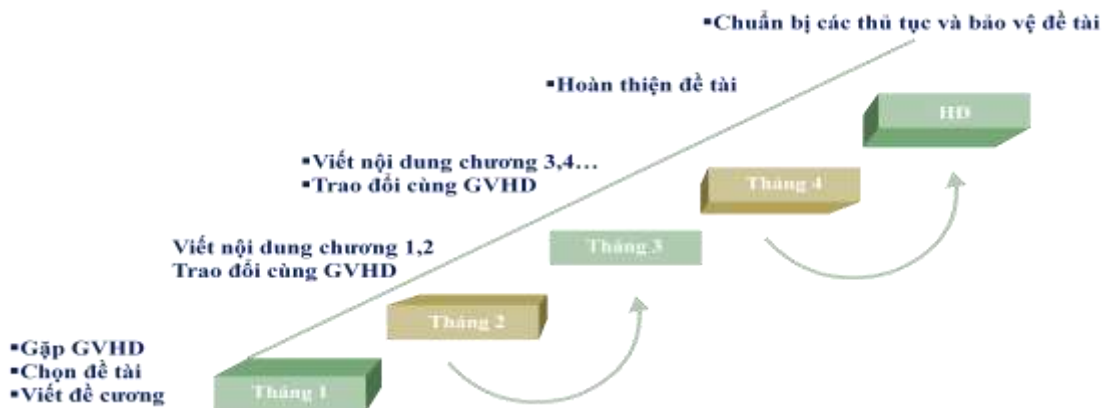 ▪Chuẩn bị các thủ tục và bảo vệ đề tài
▪Hoàn thiện đề tài
HĐ
▪Viết nội dung chương 3,4…
▪Trao đổi cùng GVHD
Tháng 4
Viết nội dung chương 1,2
Trao đổi cùng GVHD
Tháng 3
Tháng 2
▪Gặp GVHD
▪Chọn đề tài
▪Viết đề cương
Tháng 1